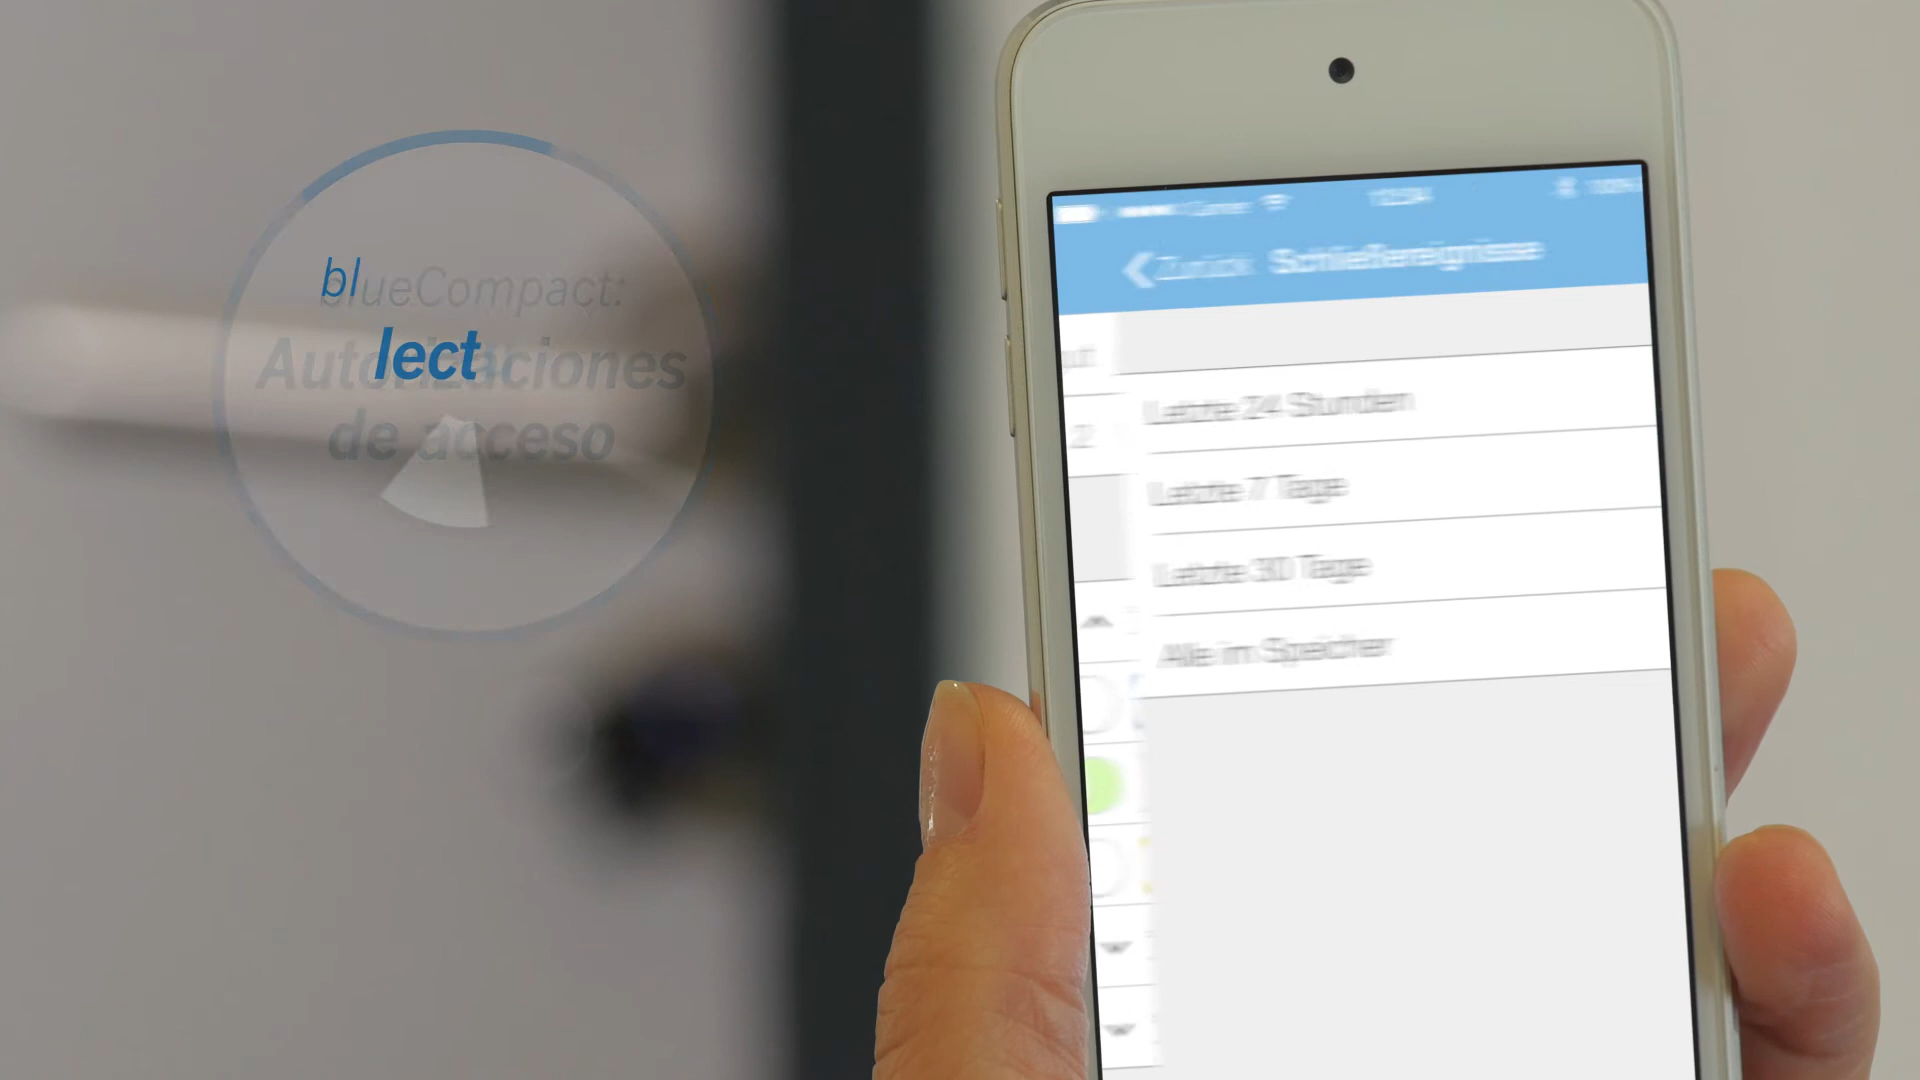 blueCompact:
Autorizaciones
de acceso
bl
lect
Zurück Schließereignisse
Letzte 24 Stunden
Letzte 7 Tage
Letzte 30 Tage
Alle im Speicher